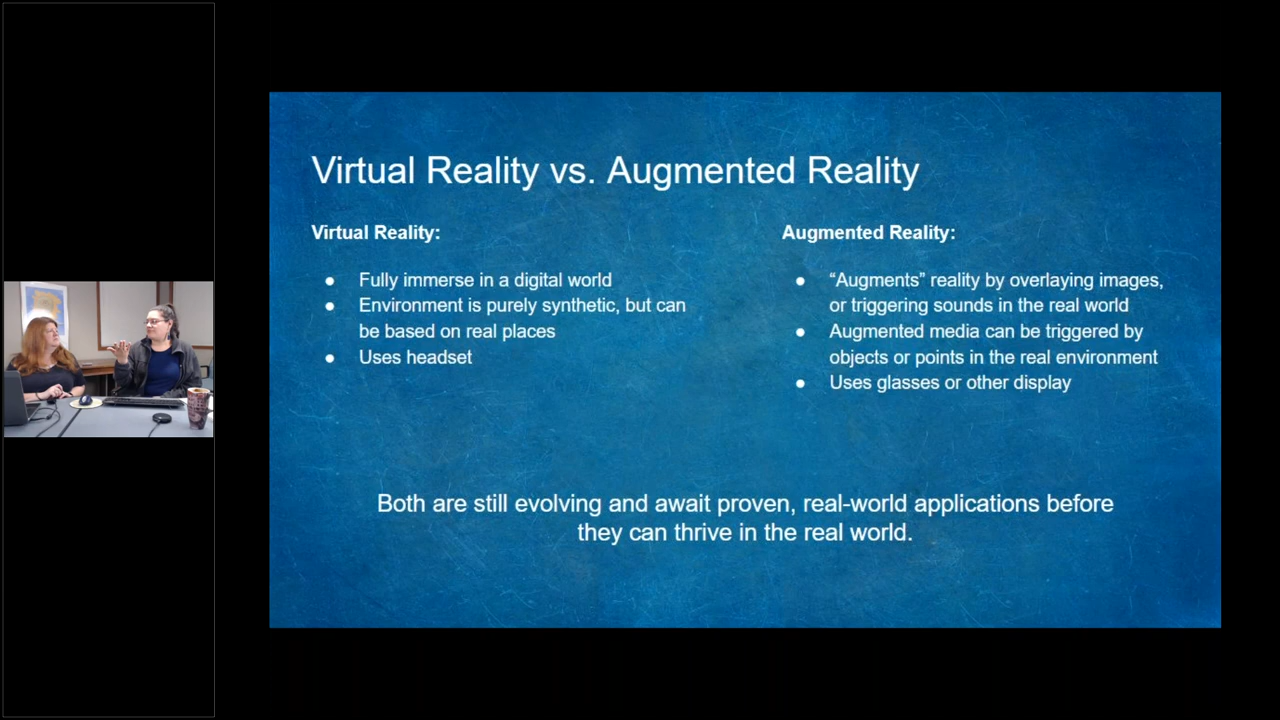 Virtual Reality vs. Augmented Reality
Virtual Reality:
● Fully immerse in a digital world
● Environment is purely synthetic, but can
be based on real places
● Uses headset
Augmented Reality:
● “Augments” reality by overlaying images,
or triggering sounds in the real world
● Augmented media can be triggered by
objects or points in the real environment
● Uses glasses or other display
Both are still evolving and await proven, real-world applications before
they can thrive in the real world.